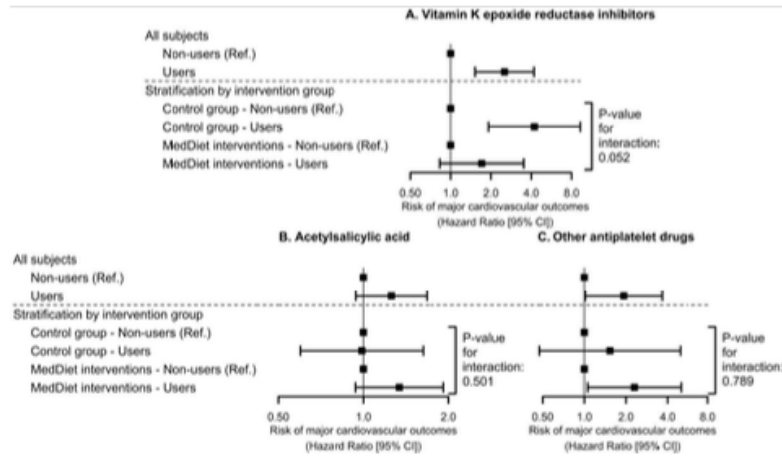 A. Vitamin K epoxide reductase inhibitors
All subjects
Non-users (Ref.)
Users
Stratification by intervention group
Control group - Non-users (Ref.)
Control group - Users
MedDiet interventions - Non-users (Ref.)
MedDiet interventions - Users
P-value
for
interaction:
0.052
0.50 1.0 2.0 4.0 8.0
Risk of major cardiovascular outcomes
(Hazard Ratio [95% CI])
B. Acetylsalicylic acid
C. Other antiplatelet drugs
All subjects
Non-users (Ref.)
Users
Stratification by intervention group
Control group - Non-users (Ref.)
Control group - Users
MedDiet interventions - Non-users (Ref.)
MedDiet interventions - Users
P-value
for
interaction:
0.501
P-value
for
interaction:
0.789
0.50 1.0 2.0
0.50 1.0 2.0 4.0 8.0
Risk of major cardiovascular outcomes
(Hazard Ratio [95% CI])
Risk of major cardiovascular outcomes
(Hazard Ratio [95% CI])